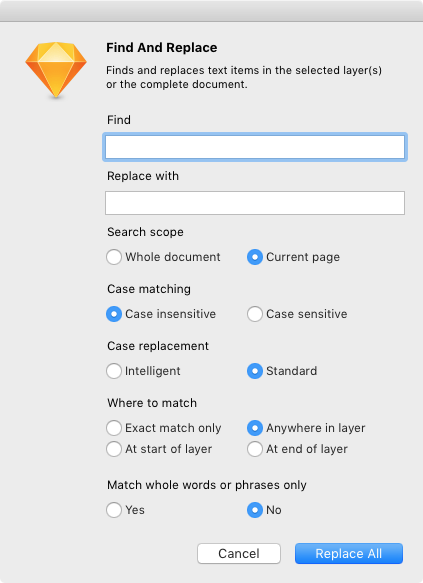 Find And Replace
Finds and replaces text items in the selected layer(s)
or the complete document.
Find
Replace with
Search scope
Whole document Current page
Case matching
Case insensitive Case sensitive
Case replacement
Intelligent Standard
Where to match
Exact match only Anywhere in layer
At start of layer At end of layer
Match whole words or phrases only
Yes No
Cancel Replace All